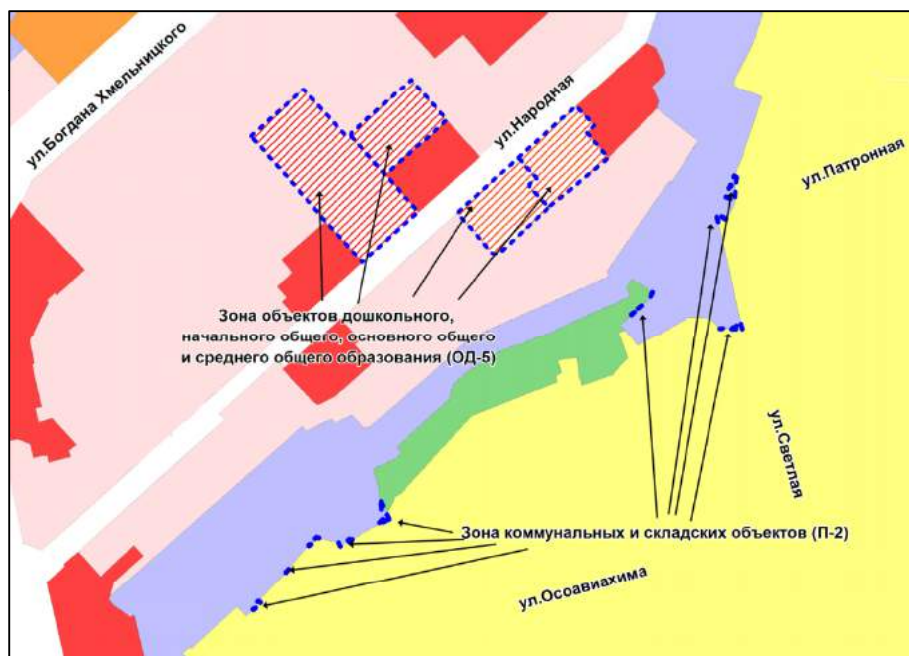 ул.Богдана Хмельницкого
ул.Народная
ул.Патронная
Зона объектов дошкольного,
начального общего, основного общего
и среднего общего образования (ОД-5)
ул.Светлая
Зона коммунальных и складских объектов (П-2)
ул.Осоавиахима